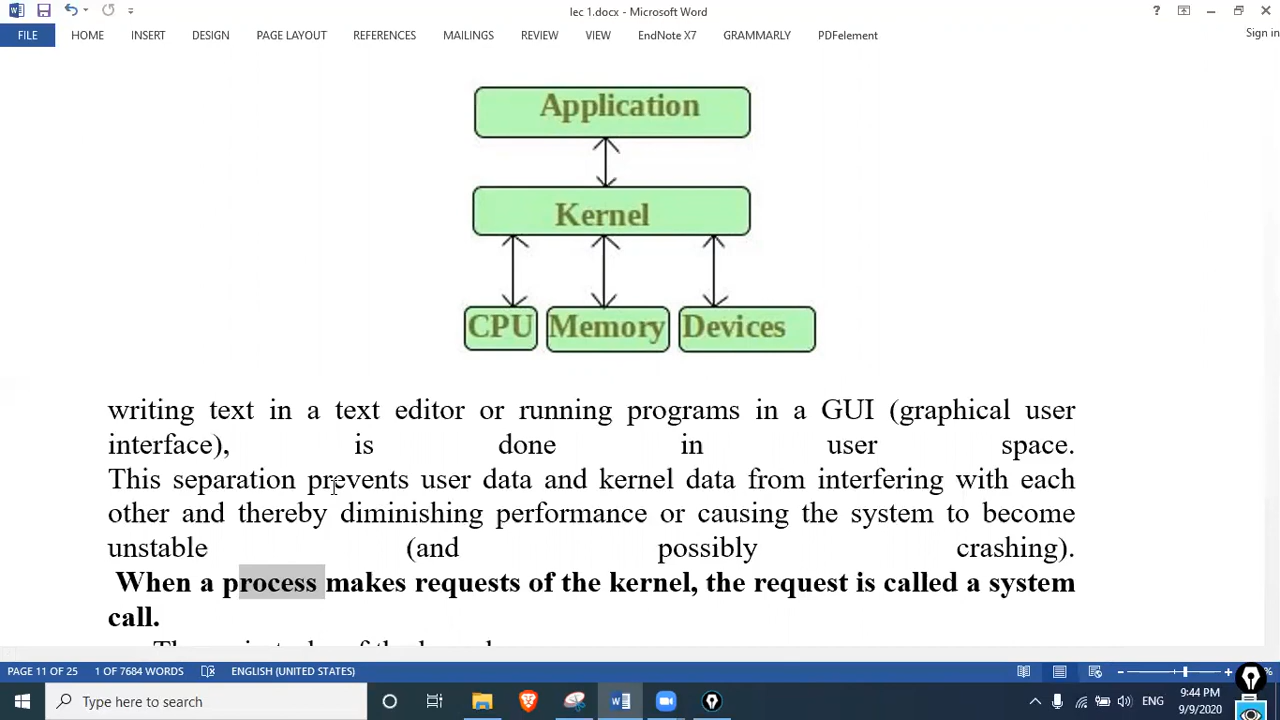 lec 1.docx - Microsoft Word
?
FILE HOME INSERT DESIGN PAGE LAYOUT REFERENCES MAILINGS REVIEW VIEW EndNote X7 GRAMMARLY PDFelement Sign in
Application
Kernel
CPU Memory Devices
writing text in a text editor or running programs in a GUI (graphical user
interface), is done in user space.
This separation prevents user data and kernel data from interfering with each
other and thereby diminishing performance or causing the system to become
unstable (and possibly crashing).
When a process makes requests of the kernel, the request is called a system
call.
PAGE 11 OF 25 1 OF 7684 WORDS ENGLISH (UNITED STATES) %
Type here to search
ENG
9:44 PM
9/9/2020